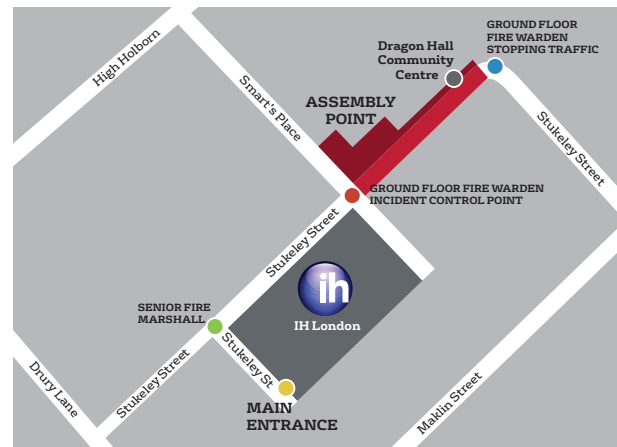 GROUND FLOOR
FIRE WARDEN
STOPPING TRAFFIC
High Holborn
Dragon Hall
Community
Centre
Smart's Place
ASSEMBLY
POINT
Stukeley Street
GROUND FLOOR FIRE WARDEN
INCIDENT CONTROL POINT
Stukeley Street
ih
IH London
SENIOR FIRE
MARSHALL
Stukeley St
Stukeley Street
Drury Lane
MAIN
ENTRANCE
Maklin Street